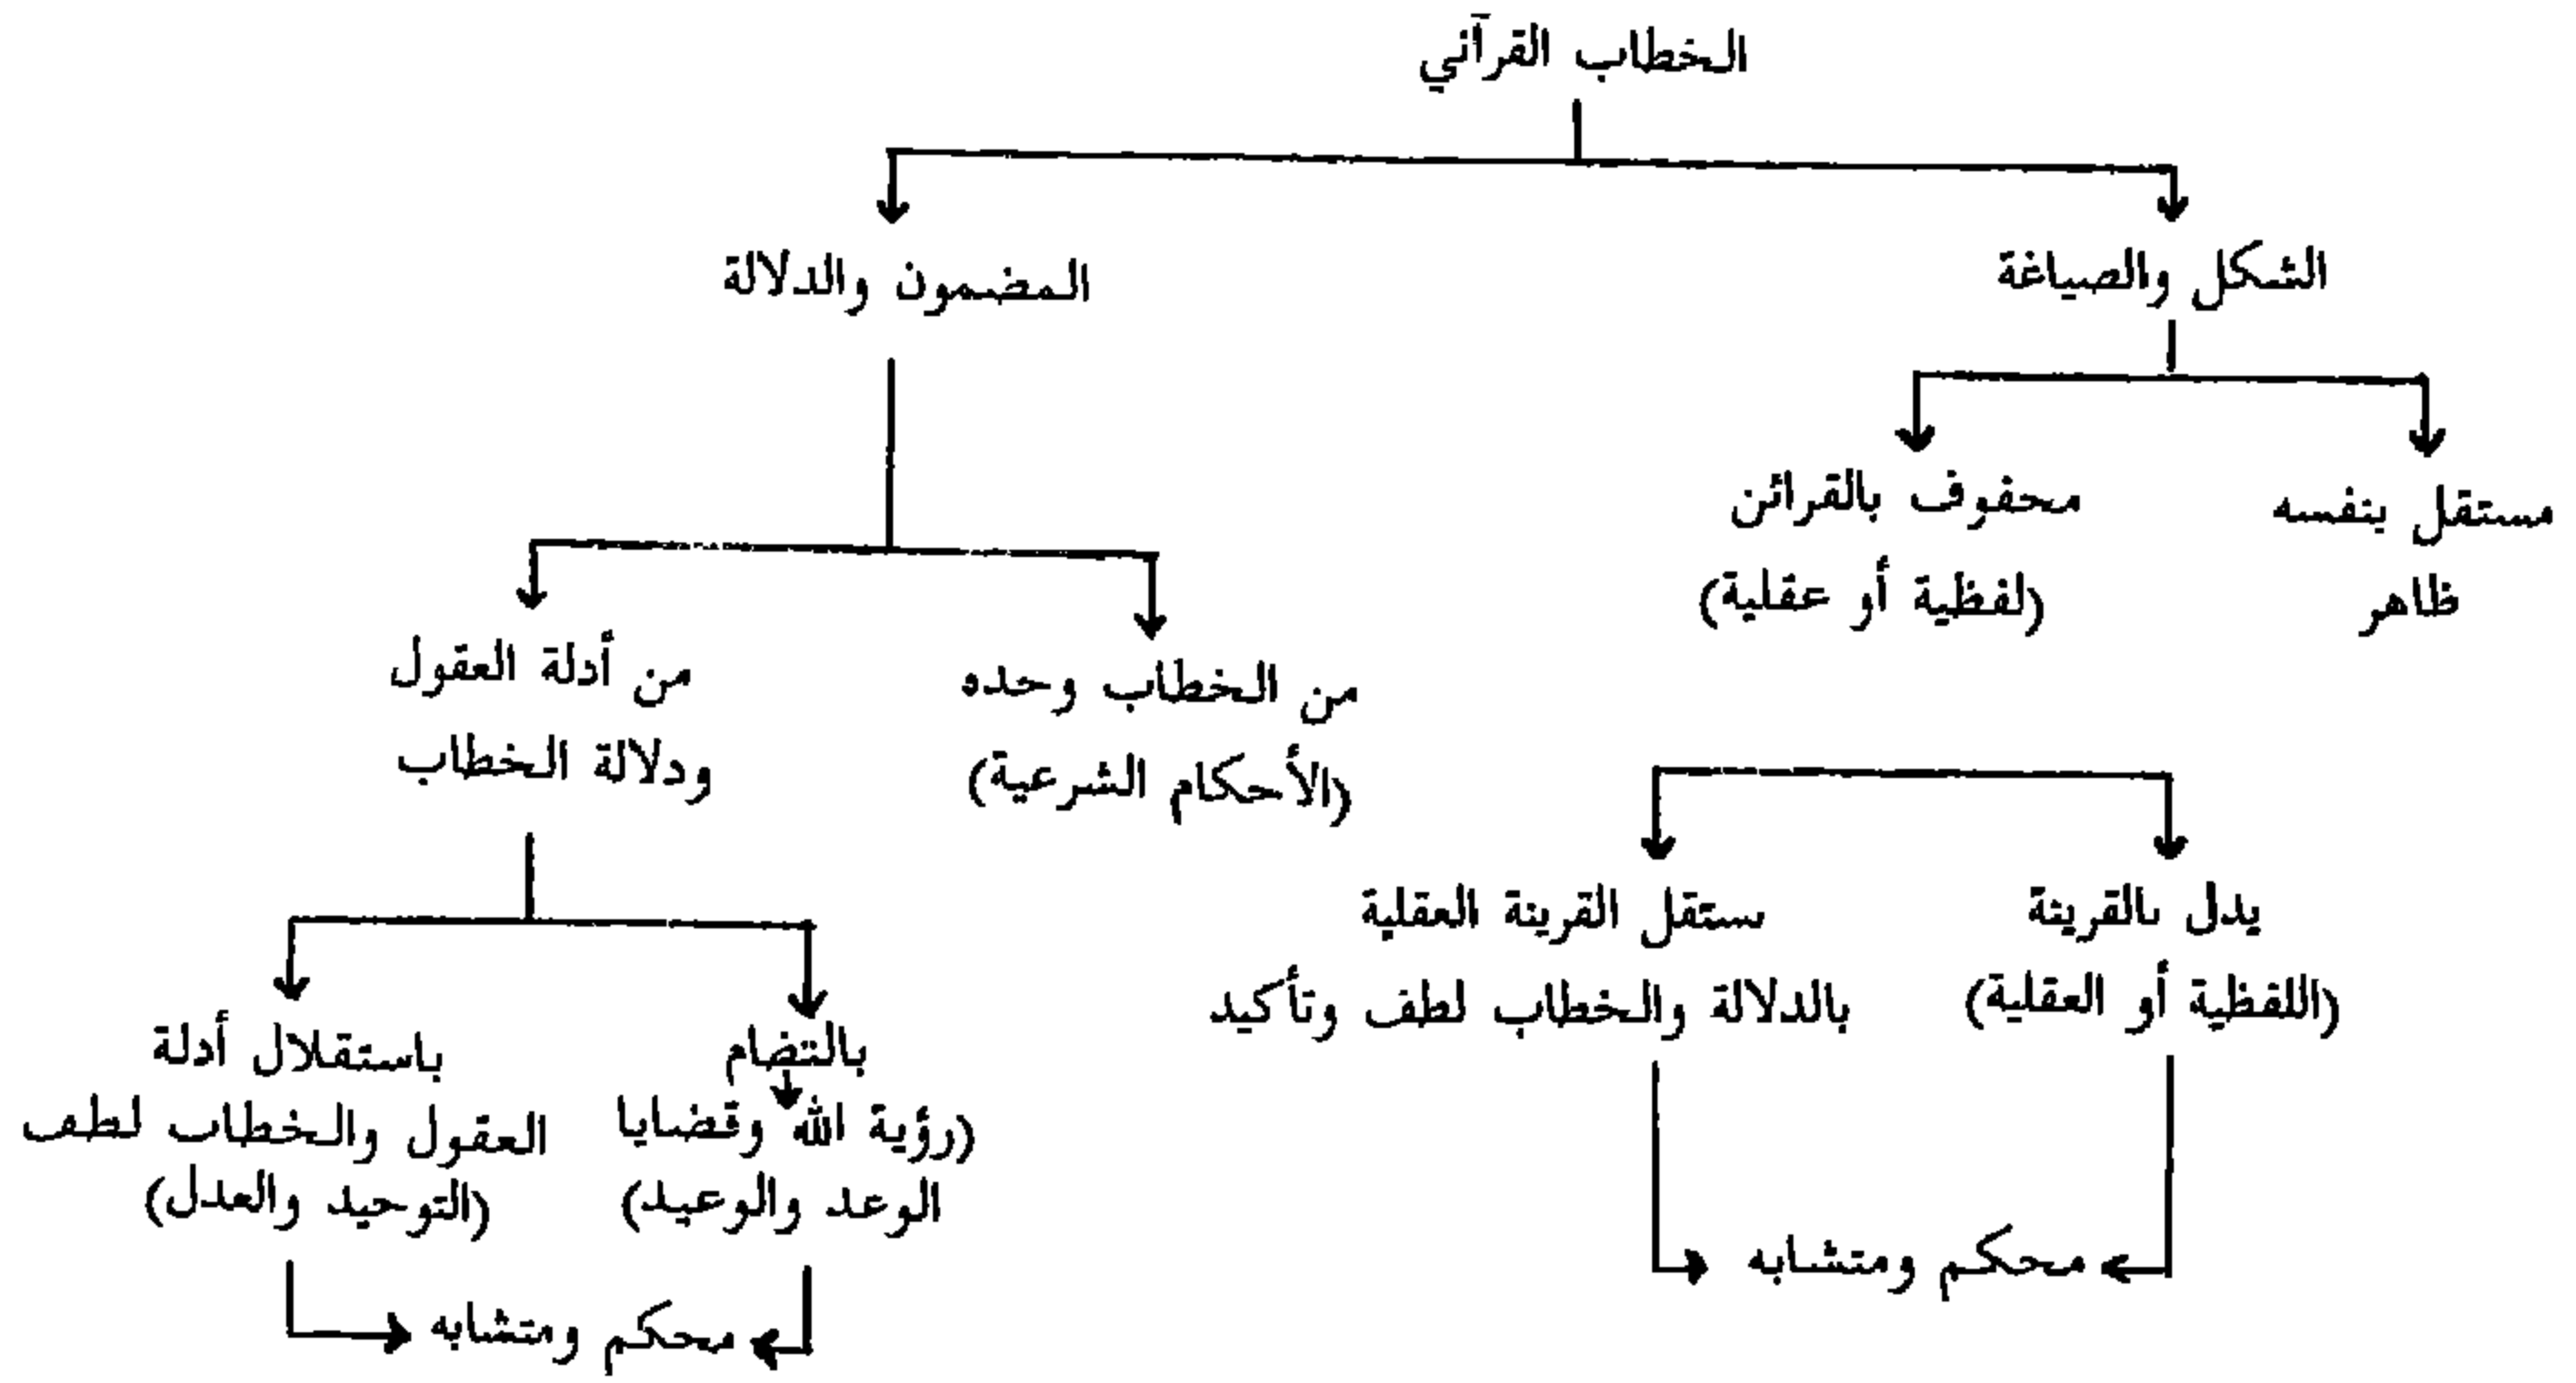 الخطاب القرآني
الشكل والصياغة
المضمون والدلالة
مستقل بنفسه
ظاهر
محفوف بالقرائن
(لفظية أو عقلية)
من الخطاب وحده
(الأحكام الشرعية)
من أدلة العقول
ودلالة الخطاب
يدل بالقرينة
(اللفظية أو العقلية)
ستقل القرينة العقلية
بالدلالة والخطاب لطف وتأكيد
بالتضام
(رؤية الله وقضايا
الوعد والوعيد)
باستقلال أدلة
العقول والخطاب لطف
(التوحيد والعدل)
محكم ومتشابه
محكم ومتشابه